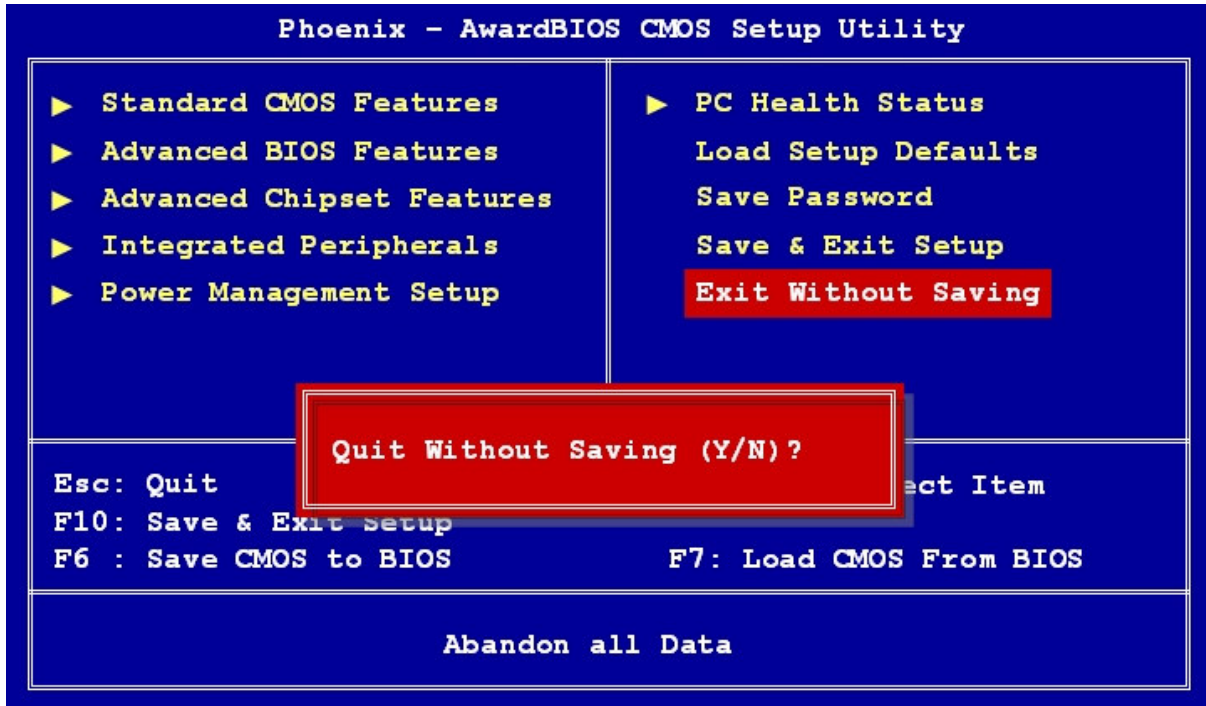 Phoenix – AwardBIOS CMOS Setup Utility
Standard CMOS Features
Advanced BIOS Features
Advanced Chipset Features
Integrated Peripherals
Power Management Setup
PC Health Status
Load Setup Defaults
Save Password
Save & Exit Setup
Exit Without Saving
Quit Without Saving (Y/N)?
Esc: Quit
Item
F10: Save & Exit Setup
F6 : Save CMOS to BIOS
F7: Load CMOS From BIOS
Abandon all Data